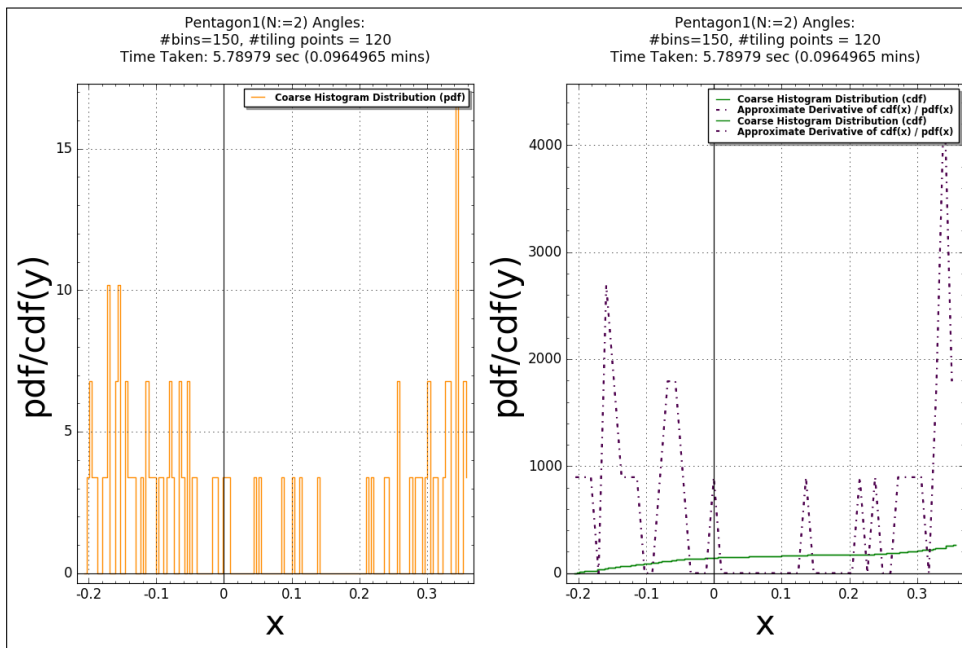 Pentagon1(N:=2) Angles:
#bins=150, #tiling points = 120
Time Taken: 5.78979 sec (0.0964965 mins)
Coarse Histogram Distribution (pdf)
15
10
5
0
-0.2
-0.1
0
0.1
0.2
0.3
pdf/cdf(y)
x
Pentagon1(N:=2) Angles:
#bins=150, #tiling points = 120
Time Taken: 5.78979 sec (0.0964965 mins)
Coarse Histogram Distribution (cdf)
Approximate Derivative of cdf(x) / pdf(x)
Coarse Histogram Distribution (cdf)
Approximate Derivative of cdf(x) / pdf(x)
4000
3000
2000
1000
0
-0.2
-0.1
0
0.1
0.2
0.3
pdf/cdf(y)
x